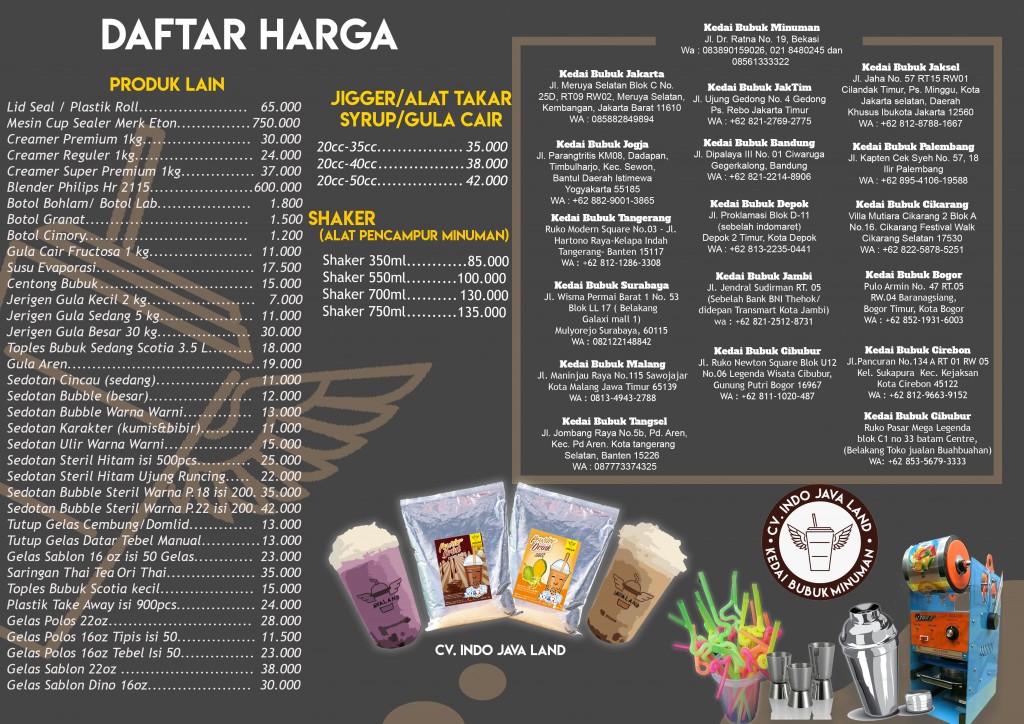 DAFTAR HARGA
PRODUK LAIN
Lid Seal / Plastik Roll...................... 65.000
Mesin Cup Sealer Merk Eton...............750.000
Creamer Premium 1kg...................... 30.000
Creamer Reguler 1kg........................ 24.000
Creamer Super Premium 1kg............... 37.000
Blender Philips Hr 2115.....................600.000
Botol Bohlam/ Botol Lab................... 1.800
Botol Granat................................. 1.500
Botol Cimory.................................. 1.200
Gula Cair Fructosa 1 kg.................... 11.000
Susu Evaporasi................................ 17.500
Centong Bubuk............................... 15.000
Jerigen Gula Kecil 2 kg...................... 7.000
Jerigen Gula Sedang 5 kg................... 11.000
Jerigen Gula Besar 30 kg................... 30.000
Toples Bubuk Sedang Scotia 3.5 L......... 18.000
Gula Aren.......................................19.000
Sedotan Cincau (sedang)................... 11.000
Sedotan Bubble (besar)......................12.000
Sedotan Bubble Warna Warni.............. 13.000
Sedotan Karakter (kumis&bibir)........... 11.000
Sedotan Ulir Warna Warni.................. 15.000
Sedotan Steril Hitam isi 500pcs........... 25.000
Sedotan Steril Hitam Ujung Runcing..... 22.000
Sedotan Bubble Steril Warna P.18 isi 200. 35.000
Sedotan Bubble Steril Warna P.22 isi 200. 42.000
Tutup Gelas Cembung/Domlid............. 13.000
Tutup Gelas Datar Tebel Manual...........13.000
Gelas Sablon 16 oz isi 50 Gelas............ 23.000
Saringan Thai Tea Ori Thai.................. 35.000
Toples Bubuk Scotia kecil................... 15.000
Plastik Take Away isi 900pcs................ 24.000
Gelas Polos 22oz.............................. 28.000
Gelas Polos 16oz Tipis isi 50................ 11.500
Gelas Polos 16oz Tebel Isi 50............... 23.000
Gelas Sablon 22oz ........................... 38.000
Gelas Sablon Dino 16oz..................... 30.000
JIGGER/ALAT TAKAR
SYRUP/GULA CAIR
20cc-35cc.................. 35.000
20cc-40cc..................38.000
20cc-50cc.................. 42.000
SHAKER
(ALAT PENCAMPUR MINUMAN)
Shaker 350ml.............85.000
Shaker 550ml...........100.000
Shaker 700ml........... 130.000
Shaker 750ml...........135.000
Kedai Bubuk Minuman
Jl. Dr. Ratna No. 19, Bekasi
Wa : 083890159026, 021 8480245 dan
08561333322
Kedai Bubuk Jakarta
Jl. Meruya Selatan Blok C No.
25D, RT09 RW02, Meruya Selatan,
Kembangan, Jakarta Barat 11610
WA : 085882849894
Kedai Bubuk Jogja
Jl. Parangtritis KM08, Dadapan,
Timbulharjo, Kec. Sewon,
Bantul Daerah Istimewa
Yogyakarta 55185
WA : +62 882-9001-3865
Kedai Bubuk Tangerang
Ruko Modern Square No.03 - Jl.
Hartono Raya-Kelapa Indah
Tangerang- Banten 15117
WA : +62 812-1286-3308
Kedai Bubuk Surabaya
Jl. Wisma Permai Barat 1 No. 53
Blok LL 17 ( Belakang
Galaxi mall 1)
Mulyorejo Surabaya, 60115
WA : 082122148842
Kedai Bubuk Malang
Jl. Maninjau Raya No.115 Sawojajar
Kota Malang Jawa Timur 65139
WA : 0813-4943-2788
Kedai Bubuk Tangsel
Jl. Jombang Raya No.5b, Pd. Aren,
Kec. Pd Aren. Kota tangerang
Selatan, Banten 15226
WA : 087773374325
Kedai Bubuk JakTim
Jl. Ujung Gedong No. 4 Gedong
Ps. Rebo Jakarta Timur
WA : +62 821-2769-2775
Kedai Bubuk Bandung
Jl. Dipalaya III No. 01 Ciwaruga
Gegerkalong, Bandung
WA : +62 821-2214-8906
Kedai Bubuk Depok
Jl. Proklamasi Blok D-11
(sebelah indomaret)
Depok 2 Timur, Kota Depok
WA : +62 813-2235-0441
Kedai Bubuk Jambi
Jl. Jendral Sudirman RT. 05
(Sebelah Bank BNI Thehok/
didepan Transmart Kota Jambi)
wa : +62 821-2512-8731
Kedai Bubuk Cibubur
Jl. Ruko Newton Square Blok U12
No.06 Legenda Wisata Cibubur,
Gunung Putri Bogor 16967
WA : +62 811-1020-487
Kedai Bubuk Jaksel
Jl. Jaha No. 57 RT15 RW01
Cilandak Timur, Ps. Minggu, Kota
Jakarta selatan, Daerah
Khusus Ibukota Jakarta 12560
WA : +62 812-8788-1667
Kedai Bubuk Palembang
Jl. Kapten Cek Syeh No. 57, 18
Ilir Palembang
WA : +62 895-4106-19588
Kedai Bubuk Cikarang
Villa Mutiara Cikarang 2 Blok A
No.16. Cikarang Festival Walk
Cikarang Selatan 17530
WA : +62 822-5878-5251
Kedai Bubuk Bogor
Pulo Armin No. 47 RT.05
RW.04 Baranagsiang,
Bogor Timur, Kota Bogor
WA : +62 852-1931-6003
Kedai Bubuk Cirebon
Jl.Pancuran No.134 A RT 01 RW 05
Kel. Sukapura Kec. Kejaksan
Kota Cirebon 45122
WA : +62 812-9663-9152
Kedai Bubuk Cibubur
Ruko Pasar Mega Legenda
blok C1 no 33 batam Centre,
(Belakang Toko jualan Buahbuahan)
WA: +62 853-5679-3333
JAVALAND
CV. INDO JAVA LAND
CV. INDO JAVA LAND
KEDAI BUBUK MINUMAN